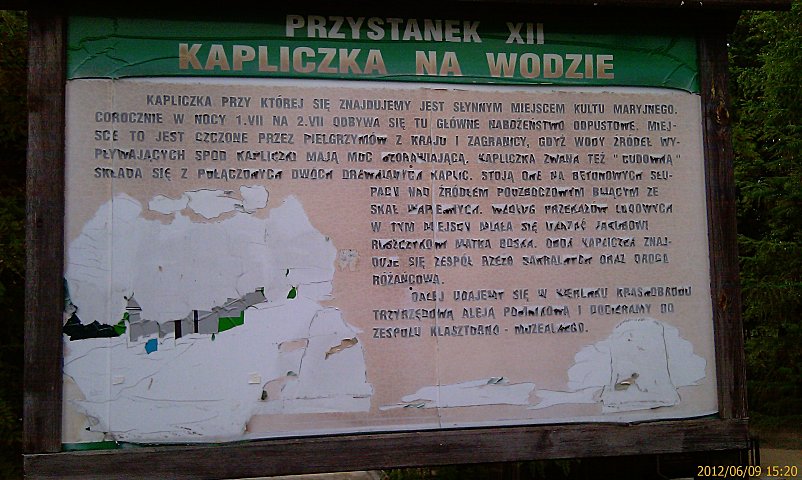 PRZYSTANEK XII
KAPLICZKA NA WODZIE
KAPLICZKA PRZY KTÓREJ SIĘ ZNAJDUJEMY JEST SŁYNNYM MIEJSCEM KULTU MARYJNEGO.
COROCZNIE W NOCY 1.VII NA 2.VII ODBYWA SIĘ TU GŁÓWNE NABOŻEŃSTWO ODPUSTOWE. MIEJ-
SCE TO JEST CZCZONE PRZEZ PIELGRZYMÓW Z KRAJU I ZAGRANICY, GDYŻ WODY ŹRÓDEŁ WY-
PŁYWAJĄCYCH SPOD KAPLICZKI MAJĄ MOC UZDRAWIAJĄCĄ. KAPLICZKA ZWANA TEŻ "CUDOWNĄ"
SKŁADA SIĘ Z POŁĄCZONYCH DWÓCH DREWNIANYCH KAPLIC. STOJĄ ONE NA BETONOWYCH SŁU-
PACH NAD ŹRÓDŁEM PODZBOCZOWYM BIJĄCYM ZE
SKAŁ WAPIENNYCH. WEDŁUG PRZEKAZÓW LUDOWYCH
W TYM MIEJSCU MIAŁA SIĘ UKAZAĆ JAKUBOWI
RUSZCZYKOWI MATKA BOSKA. OBOK KAPLICZKI ZNAJ-
DUJE SIĘ ZESPÓŁ RZEŹB SAKRALNYCH ORAZ DROGA
RÓŻAŃCOWA.
DALEJ UDAJEMY SIĘ W KIERUNKU KRASNOBRODU
TRZYRZĘDOWĄ ALEJĄ POMNIKOWĄ I DOCIERAMY DO
ZESPOŁU KLASZTORNO - MUZEALNEGO.
2012/06/09 15:20